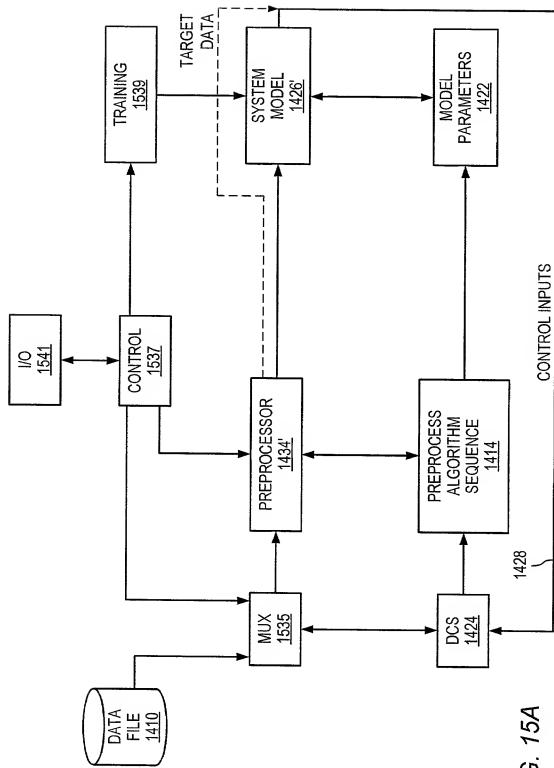 I/O
1541
CONTROL
1537
TRAINING
1539
TARGET
DATA
DATA
FILE
1410
MUX
1535
PREPROCESSOR
1434'
SYSTEM
MODEL
1426'
DCS
1424
PREPROCESS
ALGORITHM
SEQUENCE
1414
MODEL
PARAMETERS
1422
1428
CONTROL INPUTS
G. 15A